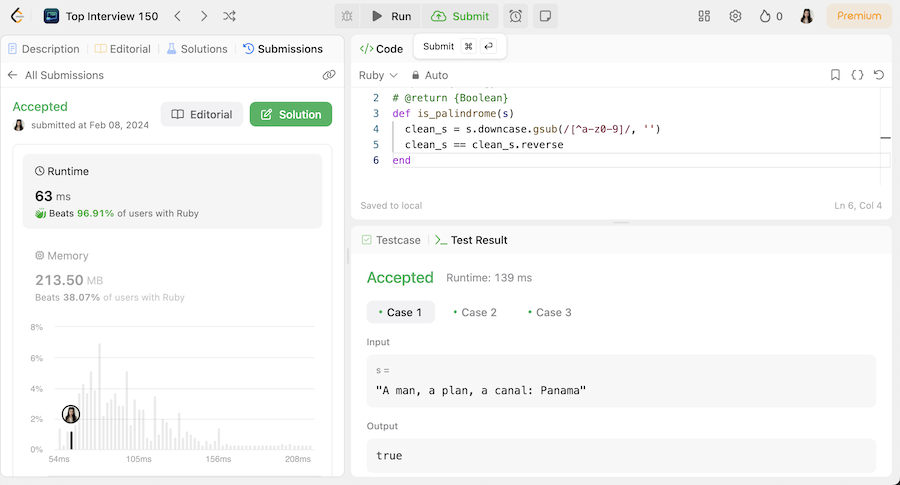 Top Interview 150
Run
Submit
0
Premium
Description
Editorial
Solutions
Submissions
All Submissions
Accepted
submitted at Feb 08, 2024
Editorial
Solution
Runtime
63 ms
Beats 96.91% of users with Ruby
Memory
213.50 MB
Beats 38.07% of users with Ruby
8%
6%
4%
2%
0%
54ms 105ms 156ms 208ms
</> Code
Submit ⌘
Ruby
Auto
2 # @return {Boolean}
3 def is_palindrome(s)
4 clean_s = s.downcase.gsub(/[^a-z0-9]/, '')
5 clean_s == clean_s.reverse
6 end
Saved to local
Ln 6, Col 4
Testcase
>_ Test Result
Accepted Runtime: 139 ms
• Case 1 • Case 2 • Case 3
Input
s =
"A man, a plan, a canal: Panama"
Output
true